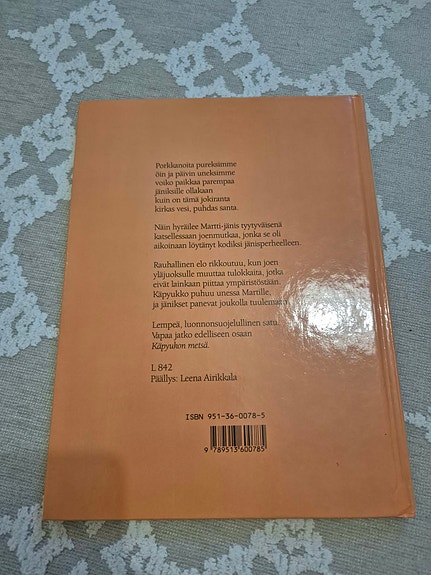 Porkkanoita pureksimme
öin ja päivin uneksimme
voiko paikkaa parempaa
jäniksille ollakaan
kuin on tämä jokiranta
kirkas vesi, puhdas santa.
Näin hyräilee Martti-jänis tyytyväisenä
katsellessaan joenmutkaa, jonka se oli
aikoinaan löytänyt kodiksi jänisperheelleen.
Rauhallinen elo rikkoutuu, kun joen
yläjuoksulle muuttaa tulokkaita, jotka
eivät lainkaan piittaa ympäristöstään.
Käpyukko puhuu unessa Martille,
ja jänikset panevat joukolla tuulemaan.
Lempeä, luonnonsuojelullinen satu.
Vapaa jatko edelliseen osaan
Käpyukon metsä.
L 842
Päällys: Leena Airikkala
ISBN 951-36-0078-5
9 789513 600785